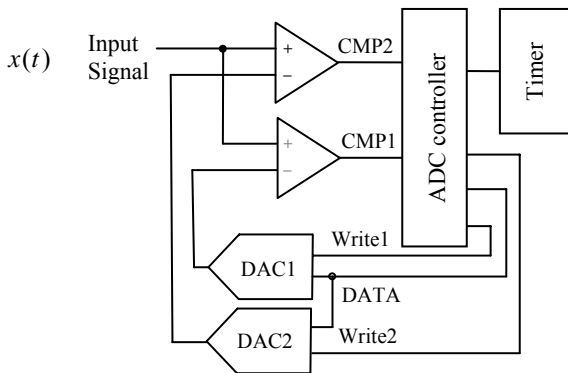 x(t)
Input
Signal
+
−
CMP2
+
−
CMP1
ADC controller
Timer
Write1
DAC1
DATA
DAC2
Write2